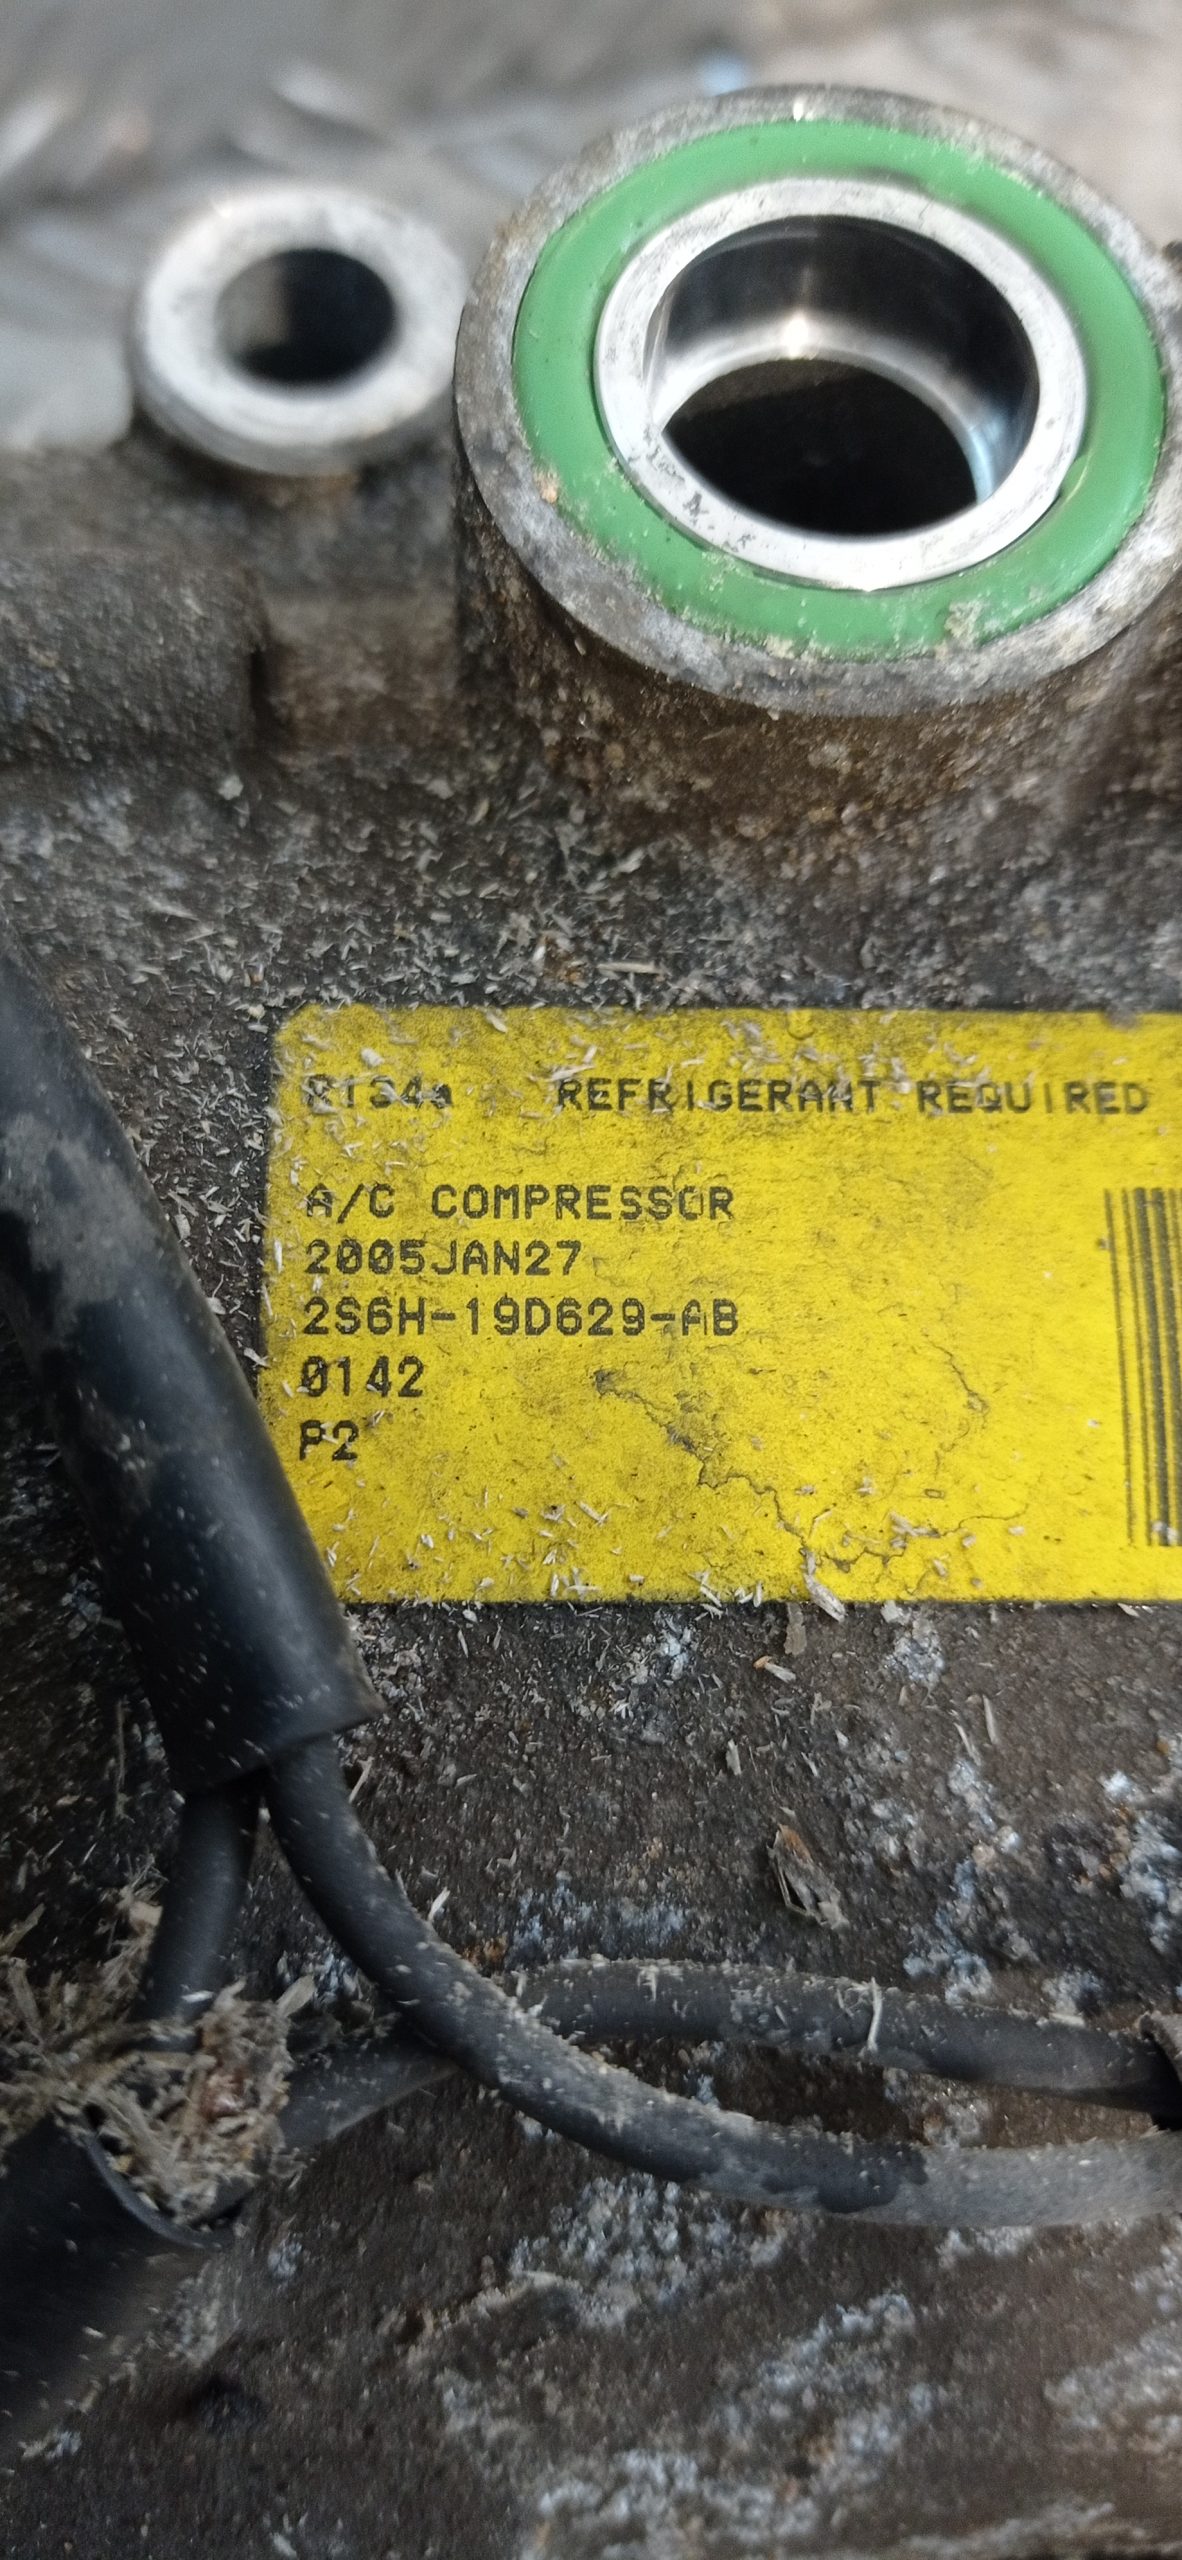 R134a REFRIGERANT REQUIRED
A/C COMPRESSOR
2005JAN27
2S6H-19D629-AB
0142
P2